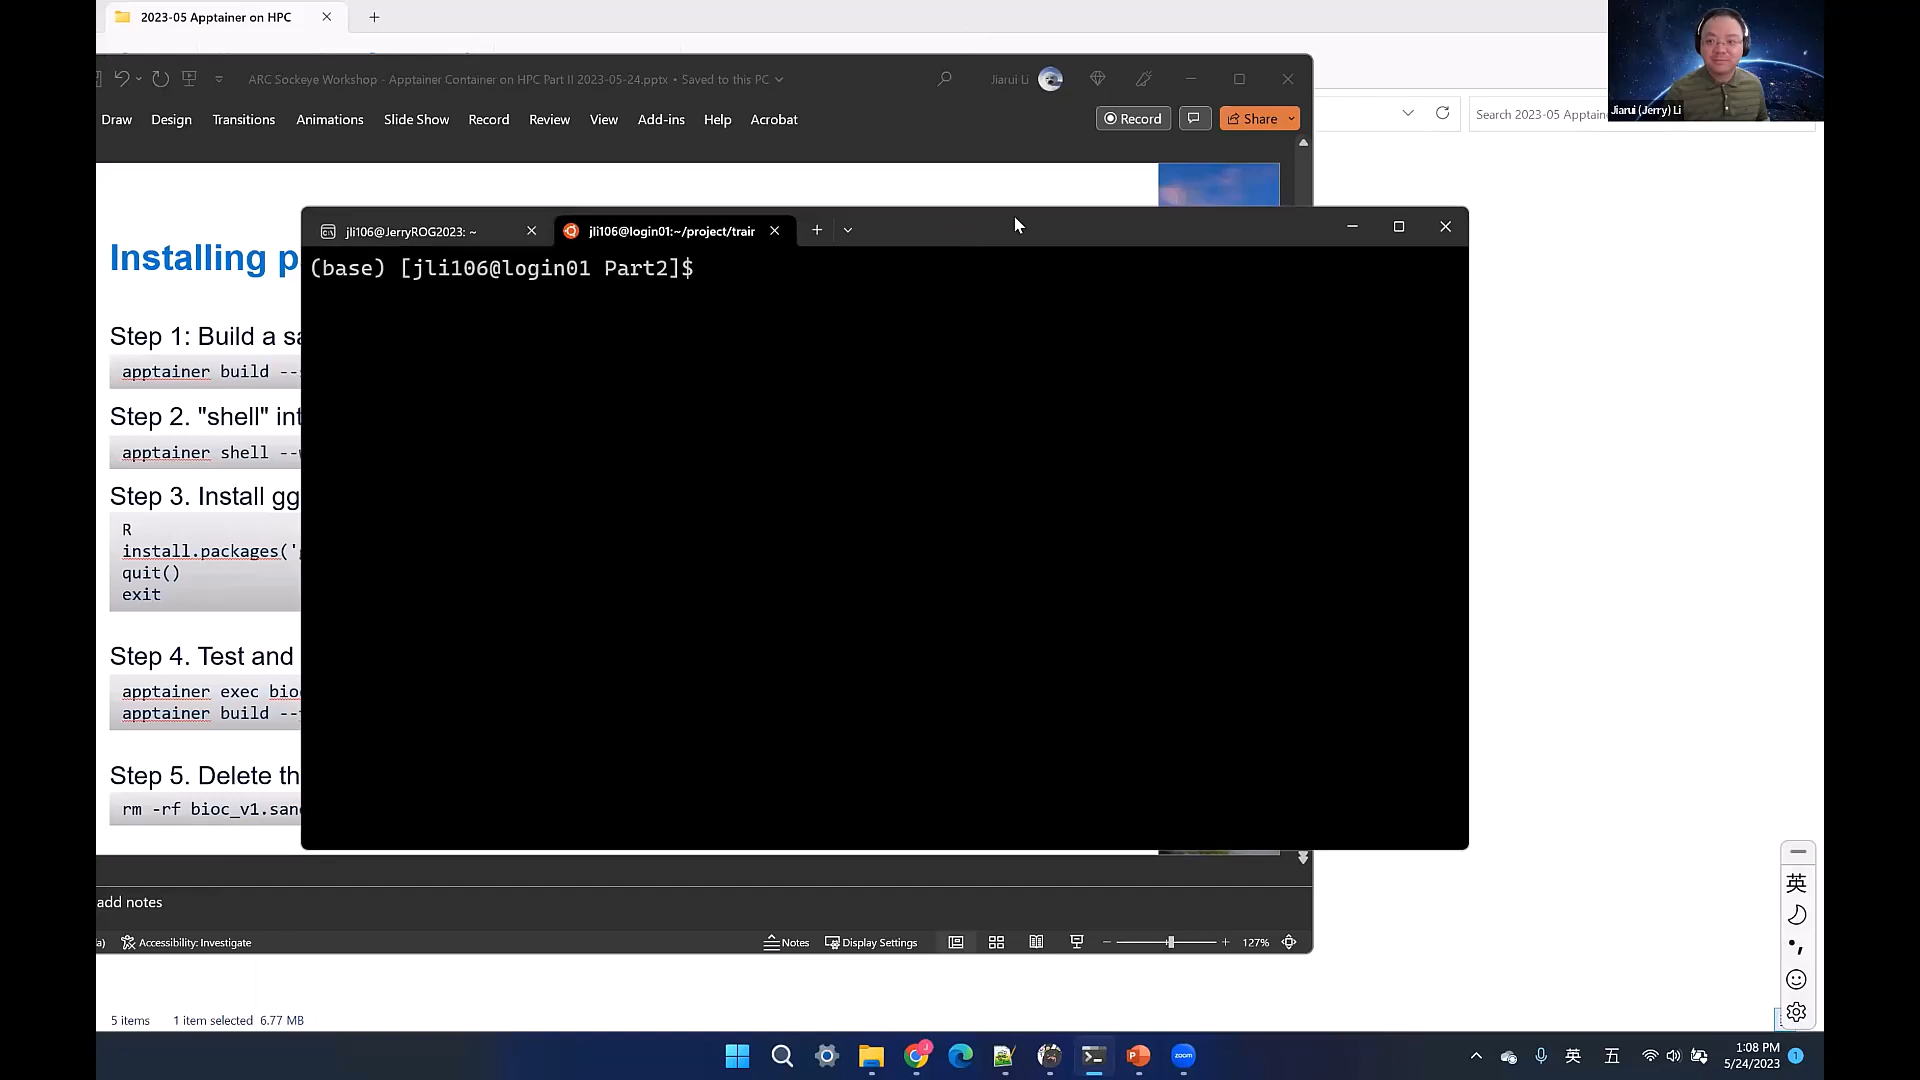 2023-05 Apptainer on HPC
ARC Sockeye Workshop - Apptainer Container on HPC Part II 2023-05-24.pptx • Saved to this PC
Jiarui Li
Draw Design Transitions Animations Slide Show Record Review View Add-ins Help Acrobat
Record
Share
Search 2023-05 Apptain
Jiarui (Jerry) Li
Installing p
jli106@JerryROG2023: ~
jli106@login01:~/project/trair
(base) [jli106@login01 Part2]$
Step 1: Build a sa
apptainer build --s
Step 2. "shell" int
apptainer shell --w
Step 3. Install gg
R
install.packages('g
quit()
exit
Step 4. Test and
apptainer exec bioc
apptainer build --f
Step 5. Delete th
rm -rf bioc_v1.sand
add notes
a)
Accessibility: Investigate
Notes
Display Settings
127%
5 items 1 item selected 6.77 MB
英
zoom
英
五
1:08 PM
5/24/2023
1